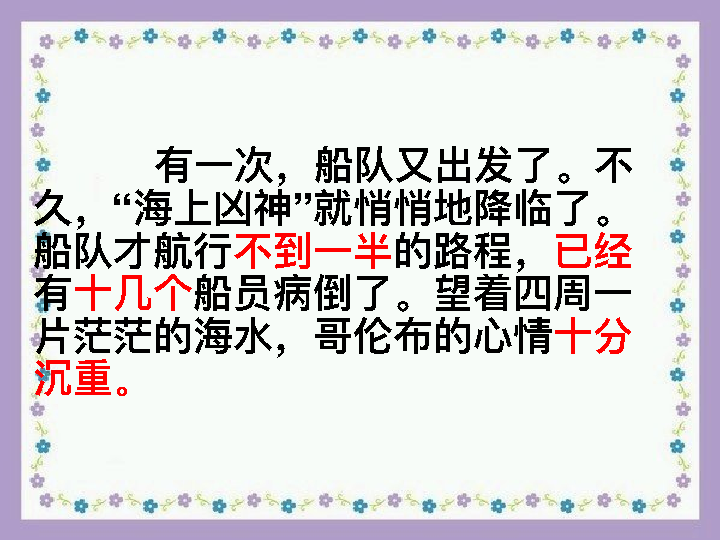 有一次，船队又出发了。不
久，“海上凶神”就悄悄地降临了。
船队才航行不到一半的路程，已经
有十几个船员病倒了。望着四周一
片茫茫的海水，哥伦布的心情十分
沉重。